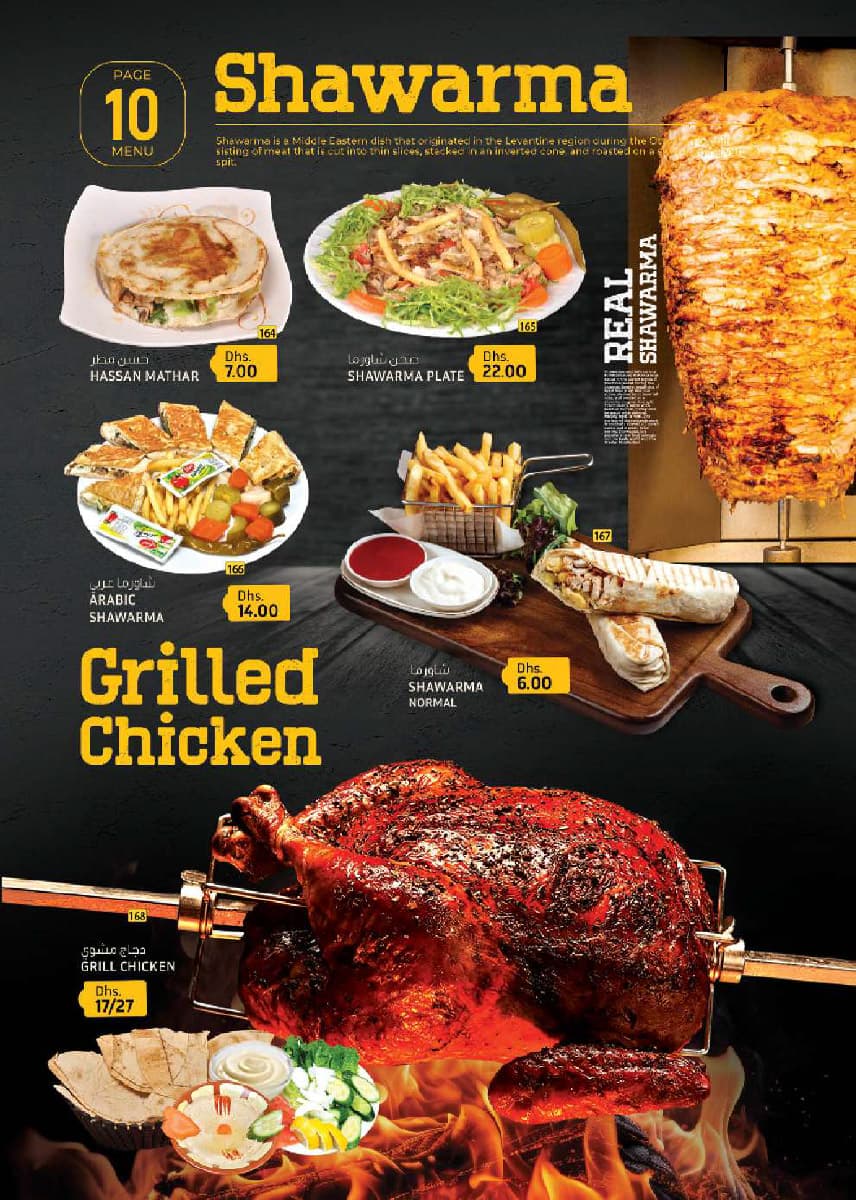 PAGE
10
MENU
Shawarma
Shawarma is a Middle Eastern dish that originated in the Levantine region during the
sisting of meat that is cut into thin slices, stacked in an inverted cone, and roasted on a
spit.
REAL
SHAWARMA
164
حسن مطر
HASSAN MATHAR
Dhs.
7.00
165
صحن شاورما
SHAWARMA PLATE
Dhs.
22.00
166
شاورما عربي
ARABIC
SHAWARMA
Dhs.
14.00
167
شاورما
SHAWARMA
NORMAL
Dhs.
6.00
Grilled
Chicken
168
دجاج مشوي
GRILL CHICKEN
Dhs.
17/27